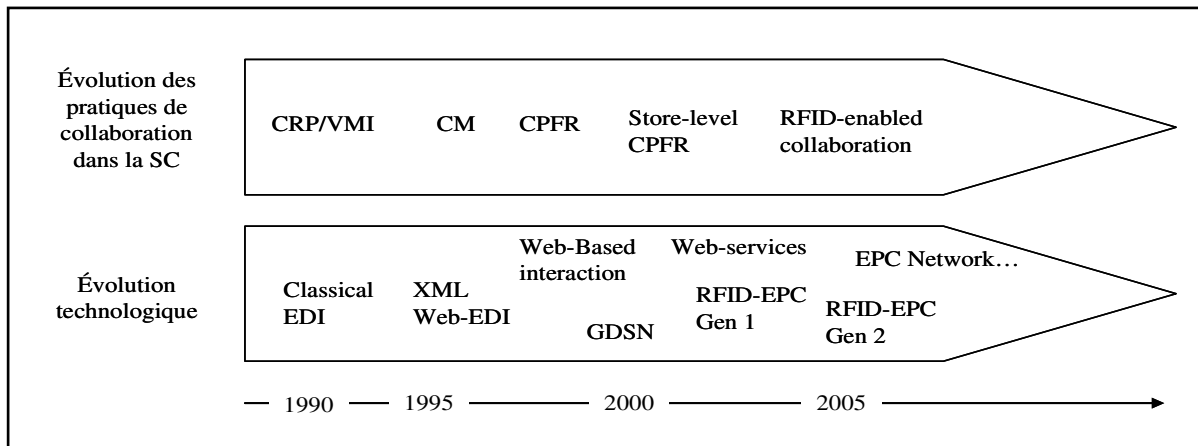 Évolution des
pratiques de
collaboration
dans la SC
CRP/VMI
CM
CPFR
Store-level
CPFR
RFID-enabled
collaboration
Évolution
technologique
Classical
EDI
XML
Web-EDI
Web-Based
interaction
GDSN
Web-services
RFID-EPC
Gen 1
EPC Network…
RFID-EPC
Gen 2
1990
1995
2000
2005